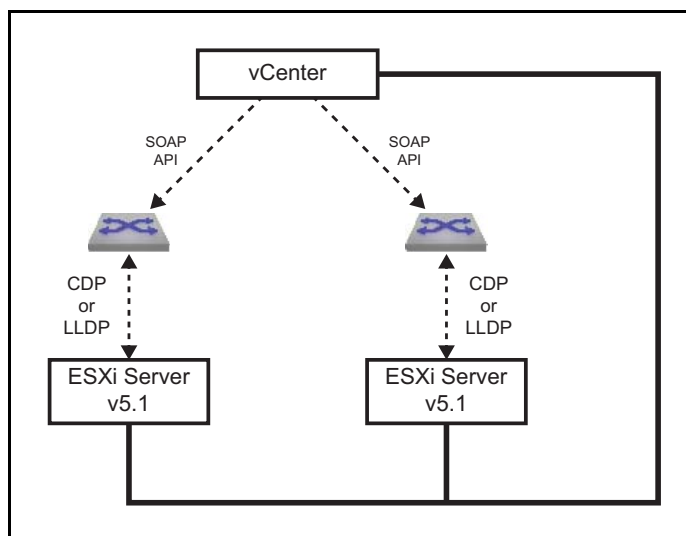 vCenter
SOAP
API
SOAP
API
CDP
or
LLDP
CDP
or
LLDP
ESXi Server
v5.1
ESXi Server
v5.1